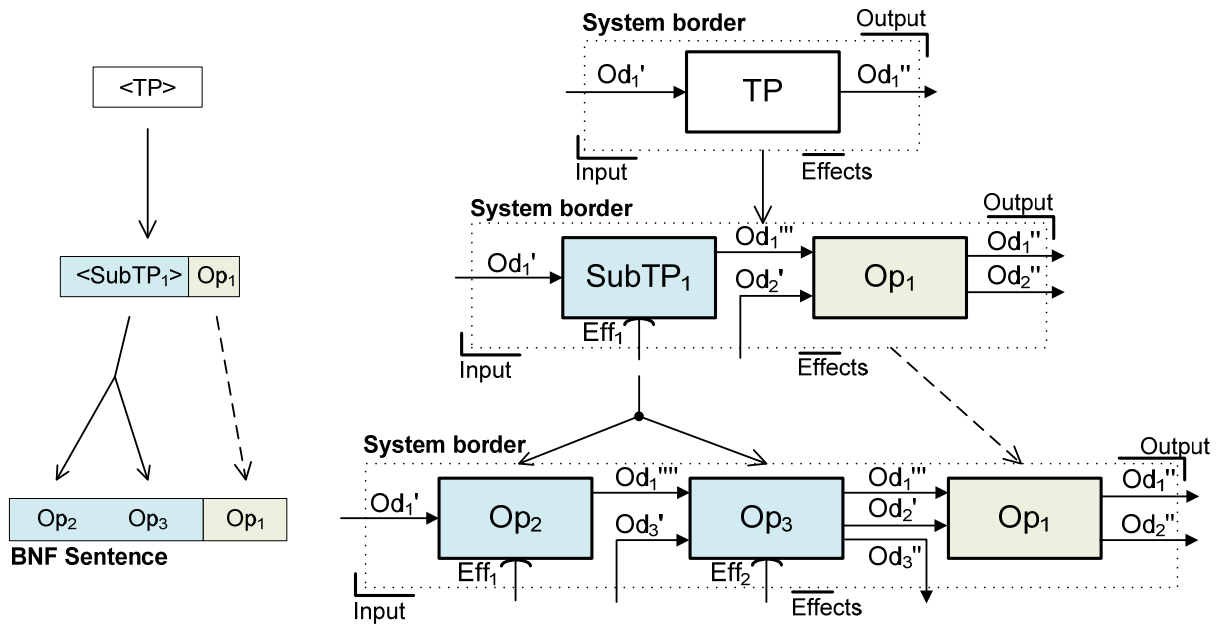 System border
Output
<TP>
Od₁'
TP
Od₁''
Input
Effects
System border
Output
<SubTP₁> Op₁
Od₁'
SubTP₁
Od₁'''
Od₂'
Op₁
Od₁''
Od₂''
Eff₁
Input
Effects
System border
Output
Op₂ Op₃ Op₁
BNF Sentence
Od₁'
Op₂
Od₁''''
Od₃'
Op₃
Od₁'''
Od₂'
Od₃''
Op₁
Od₁''
Od₂''
Eff₁
Eff₂
Input
Effects